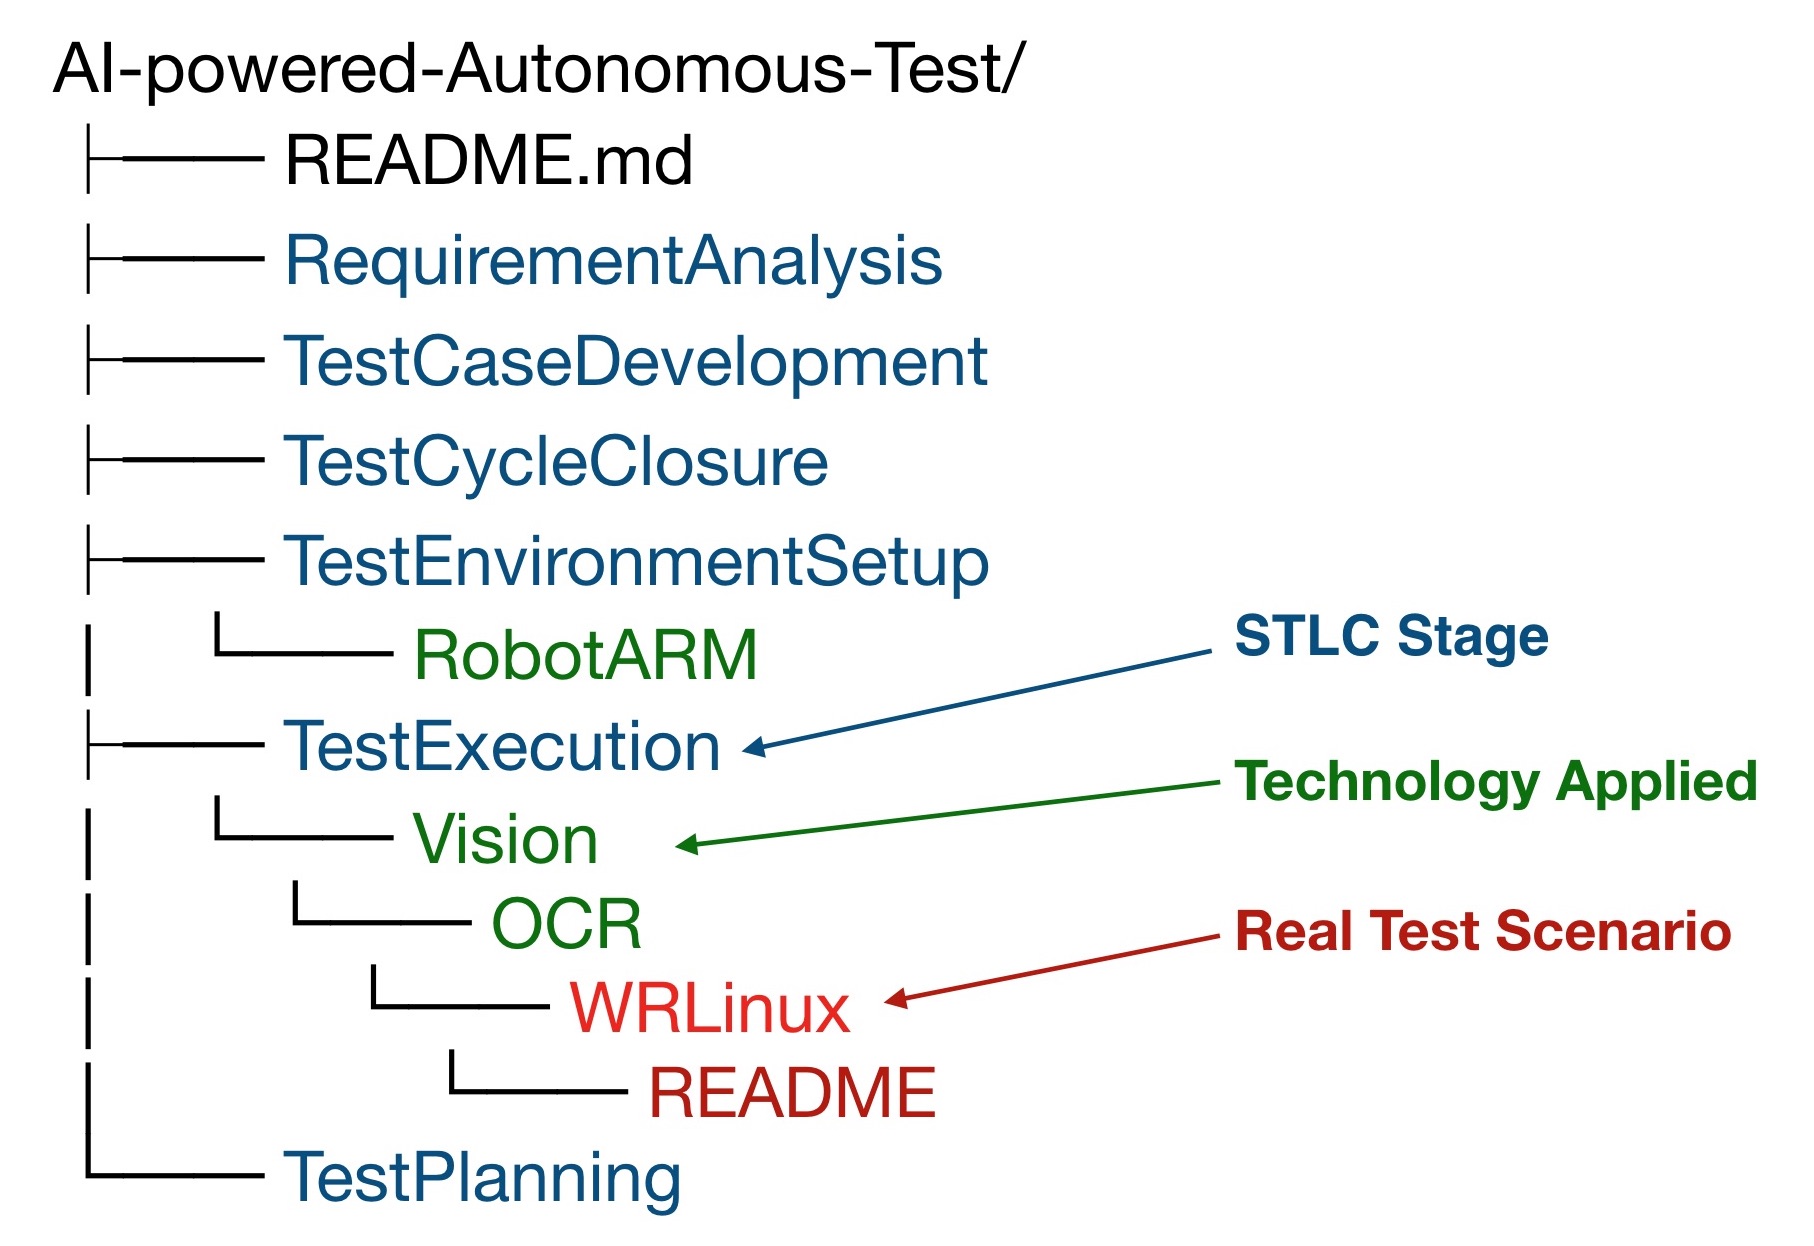 AI-powered-Autonomous-Test/
README.md
RequirementAnalysis
TestCaseDevelopment
TestCycleClosure
TestEnvironmentSetup
RobotARM
STLC Stage
TestExecution
Technology Applied
Vision
OCR
Real Test Scenario
WRLinux
README
TestPlanning